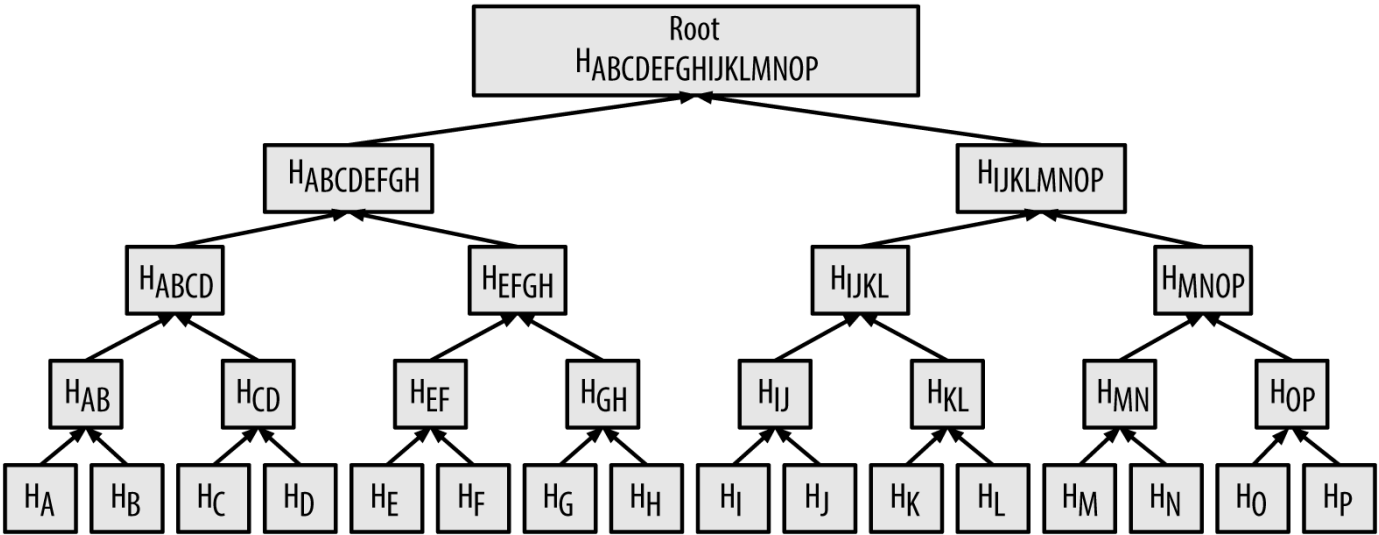 Root
HABCDEFGHIJKLMNOP
HABCDEFGH HIJKLMNOP
HABCD HEFGH HIJKL HMNOP
HAB HCD HEF HGH HIJ HKL HMN HOP
HA HB HC HD HE HF HG HH HI HJ HK HL HM HN HO HP